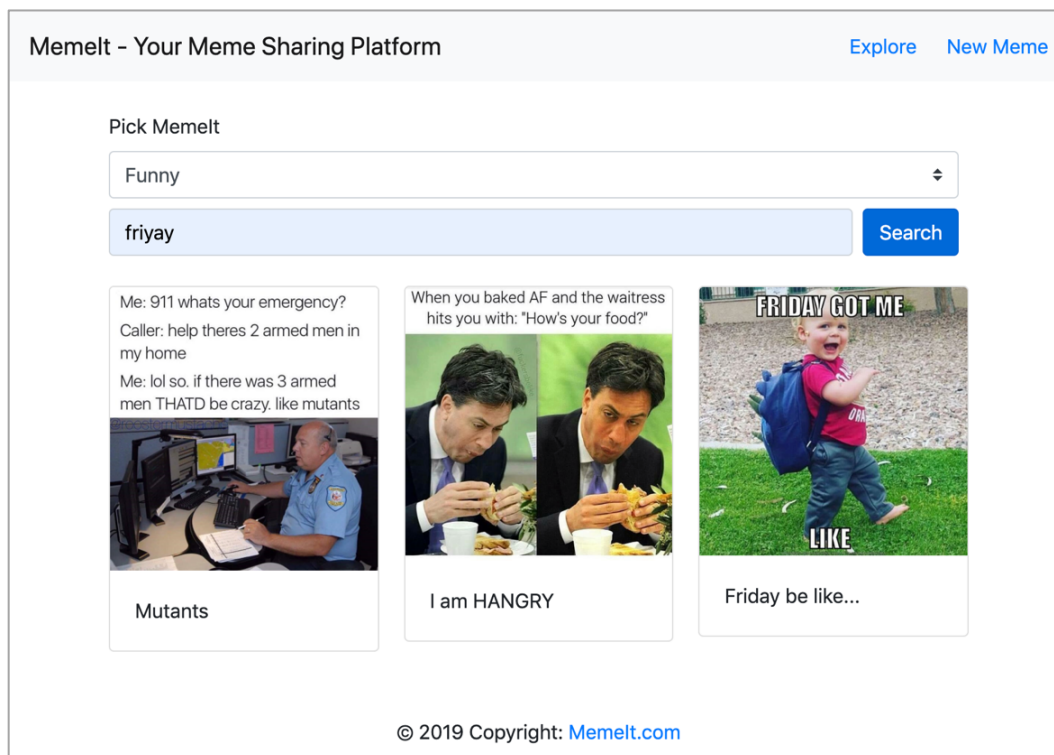 MemeIt - Your Meme Sharing Platform
Explore
New Meme
Pick MemeIt
Funny
friyay
Search
Me: 911 whats your emergency?
Caller: help theres 2 armed men in
my home
Me: lol so. if there was 3 armed
men THATD be crazy. like mutants
Mutants
When you baked AF and the waitress
hits you with: "How's your food?"
I am HANGRY
FRIDAY GOT ME
LIKE
Friday be like...
© 2019 Copyright: MemeIt.com